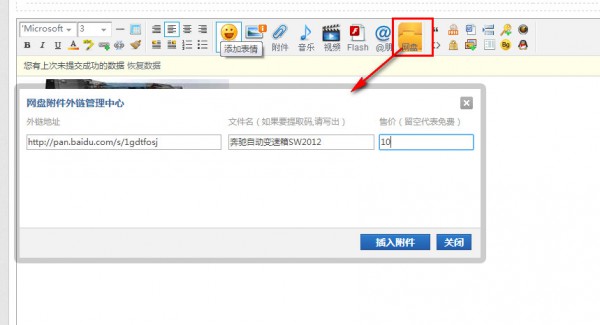 'Microsoft 3 B
B I U
添加表情
附件 音乐 视频 Flash @朋 网盘
您有上次未提交成功的数据 恢复数据
网盘附件外链管理中心
外链地址 文件名（如果要提取码,请写出） 售价（留空代表免费）
http://pan.baidu.com/s/1gdtfosj 奔驰自动变速箱SW2012 10
插入附件 关闭